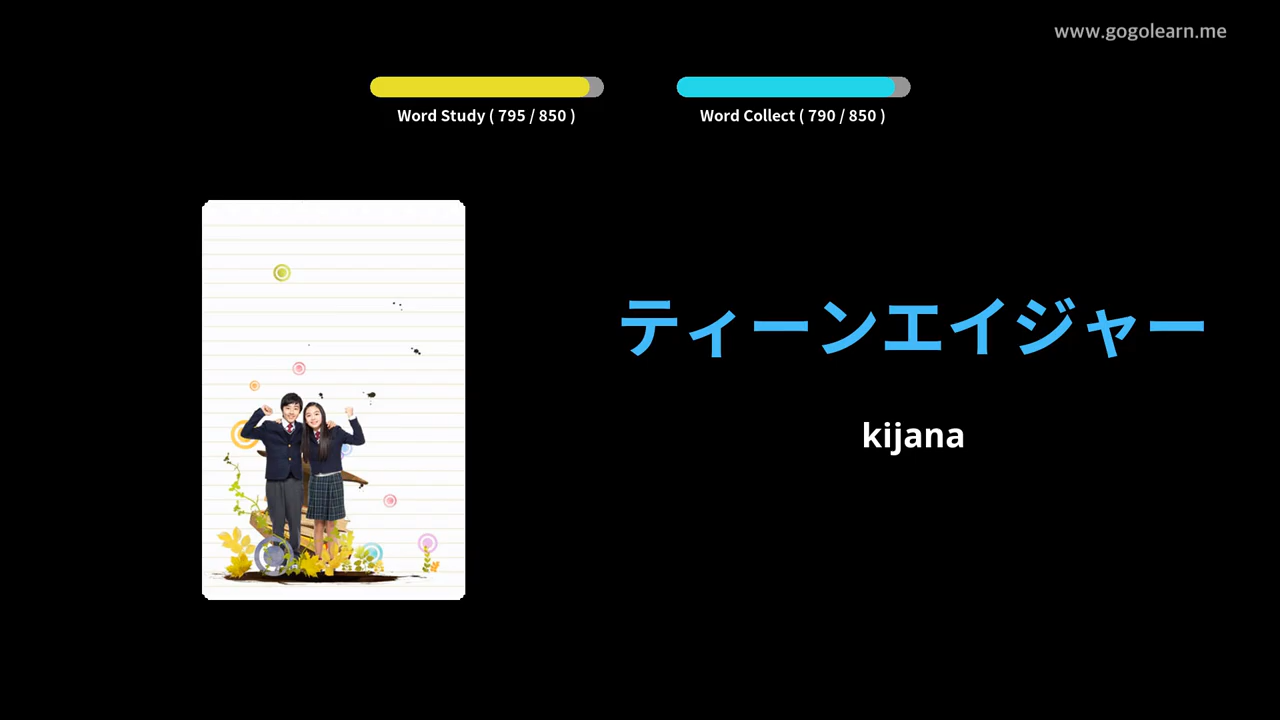 www.gogolearn.me
Word Study ( 795 / 850 )
Word Collect ( 790 / 850 )
ティーンエイジャー
kijana